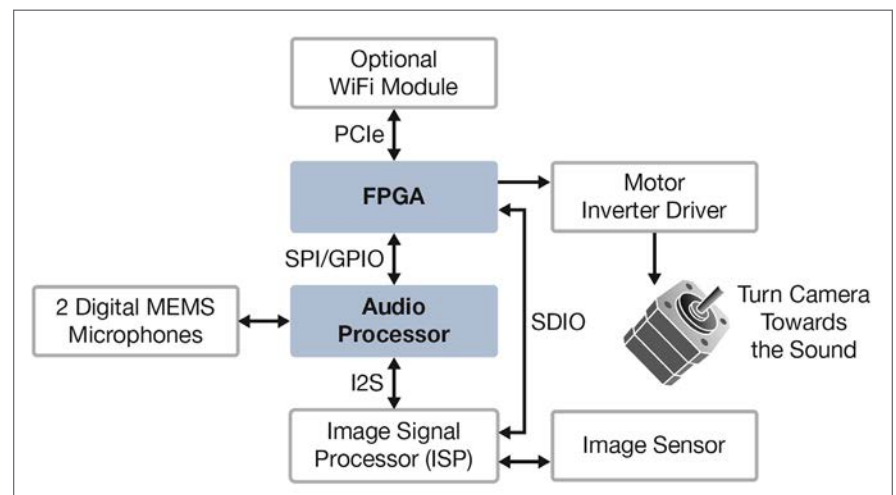 Optional
WiFi Module
PCIe
FPGA
Motor
Inverter Driver
SPI/GPIO
2 Digital MEMS
Microphones
Audio
Processor
SDIO
Turn Camera
Towards
the Sound
I2S
Image Signal
Processor (ISP)
Image Sensor